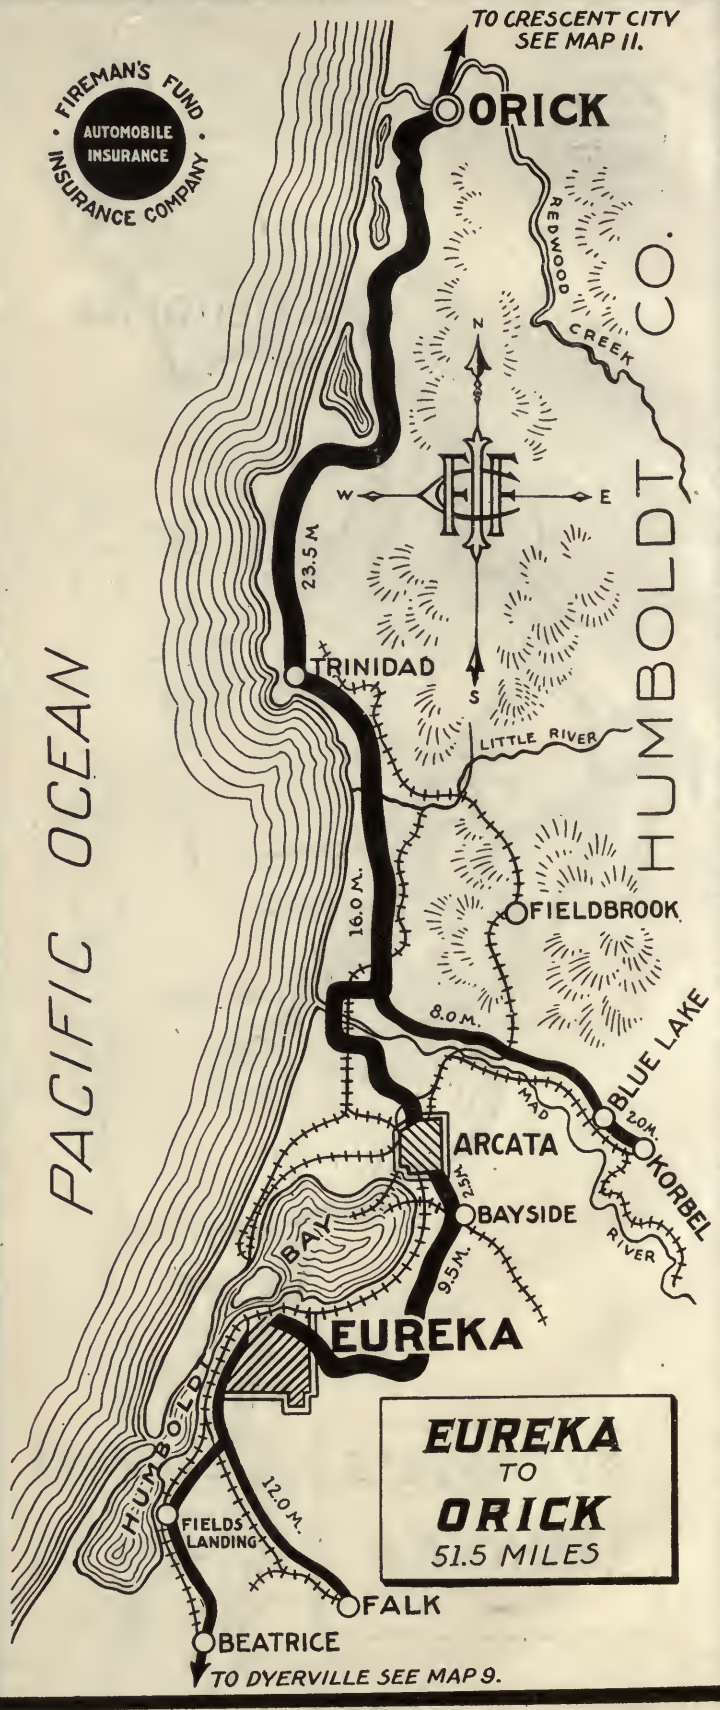 TO CRESCENT CITY
SEE MAP 11.
FIREMAN'S FUND
INSURANCE COMPANY
AUTOMOBILE
INSURANCE
ORICK
REDWOOD
CREEK
HUMBOLDT CO.
N
W
E
S
23.5 M
TRINIDAD
LITTLE RIVER
PACIFIC OCEAN
16.0 M.
FIELDBROOK
8.0 M.
BLUE LAKE
2.0 M.
KORBEL
MAD
RIVER
ARCATA
2.5 M
BAYSIDE
9.5 M.
HUMBOLDT
BAY
EUREKA
EUREKA
TO
ORICK
51.5 MILES
12.0 M.
FIELDS
LANDING
FALK
BEATRICE
TO DYERVILLE SEE MAP 9.